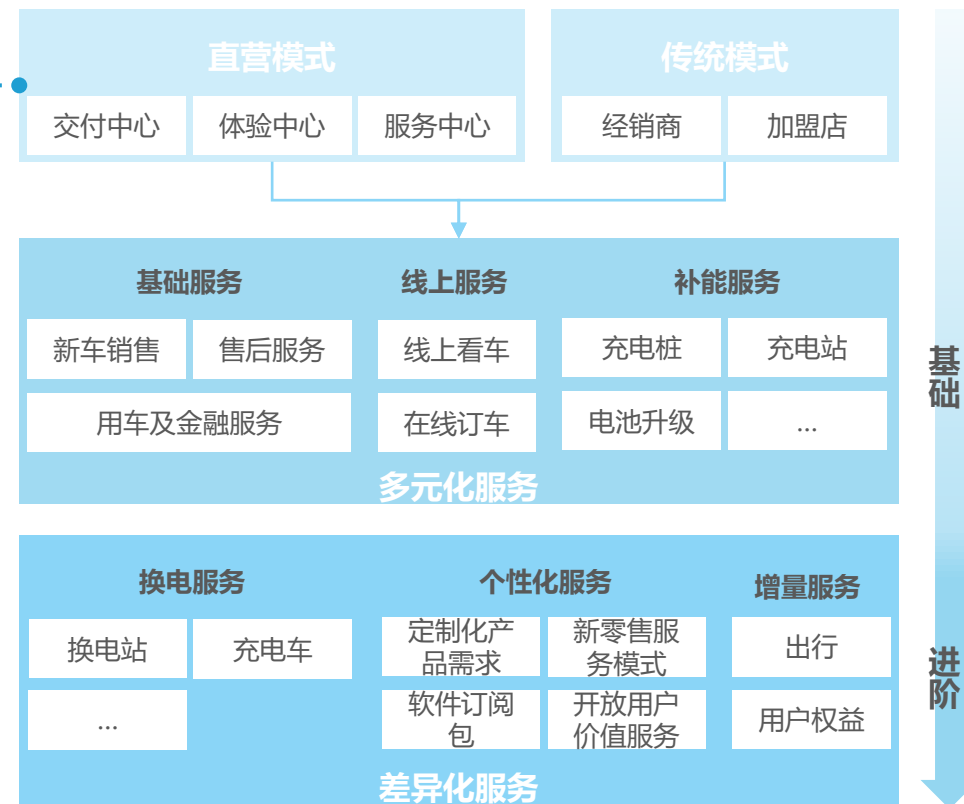 直营模式
传统模式
交付中心
体验中心
服务中心
经销商
加盟店
基础服务
线上服务
补能服务
新车销售
售后服务
线上看车
充电桩
充电站
用车及金融服务
在线订车
电池升级
...
多元化服务
基础
换电服务
个性化服务
增量服务
换电站
充电车
定制化产
品需求
新零售服
务模式
出行
...
软件订阅
包
开放用户
价值服务
用户权益
差异化服务
进阶